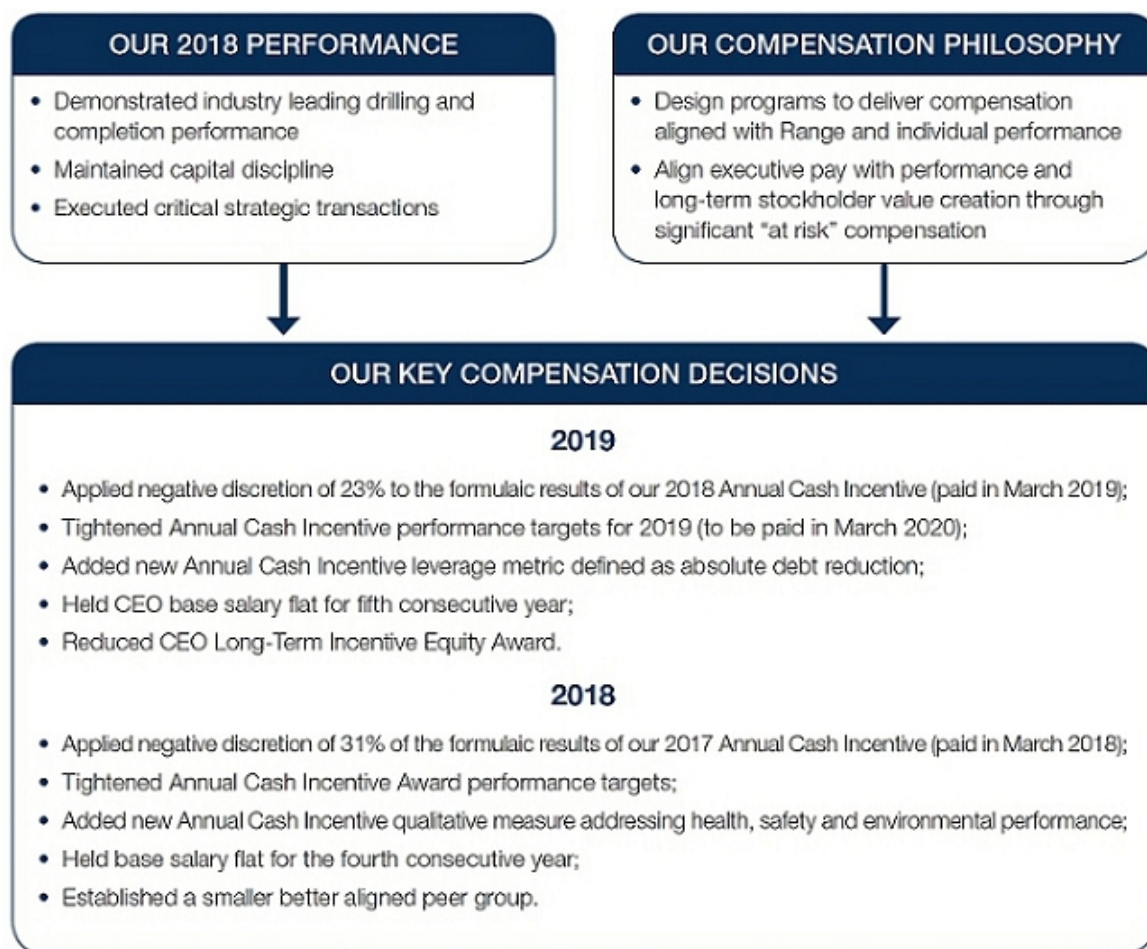 OUR 2018 PERFORMANCE
• Demonstrated industry leading drilling and
completion performance
• Maintained capital discipline
• Executed critical strategic transactions
OUR COMPENSATION PHILOSOPHY
• Design programs to deliver compensation
aligned with Range and individual performance
• Align executive pay with performance and
long-term stockholder value creation through
significant “at risk” compensation
OUR KEY COMPENSATION DECISIONS
2019
• Applied negative discretion of 23% to the formulaic results of our 2018 Annual Cash Incentive (paid in March 2019);
• Tightened Annual Cash Incentive performance targets for 2019 (to be paid in March 2020);
• Added new Annual Cash Incentive leverage metric defined as absolute debt reduction;
• Held CEO base salary flat for fifth consecutive year;
• Reduced CEO Long-Term Incentive Equity Award.
2018
• Applied negative discretion of 31% of the formulaic results of our 2017 Annual Cash Incentive (paid in March 2018);
• Tightened Annual Cash Incentive Award performance targets;
• Added new Annual Cash Incentive qualitative measure addressing health, safety and environmental performance;
• Held base salary flat for the fourth consecutive year;
• Established a smaller better aligned peer group.